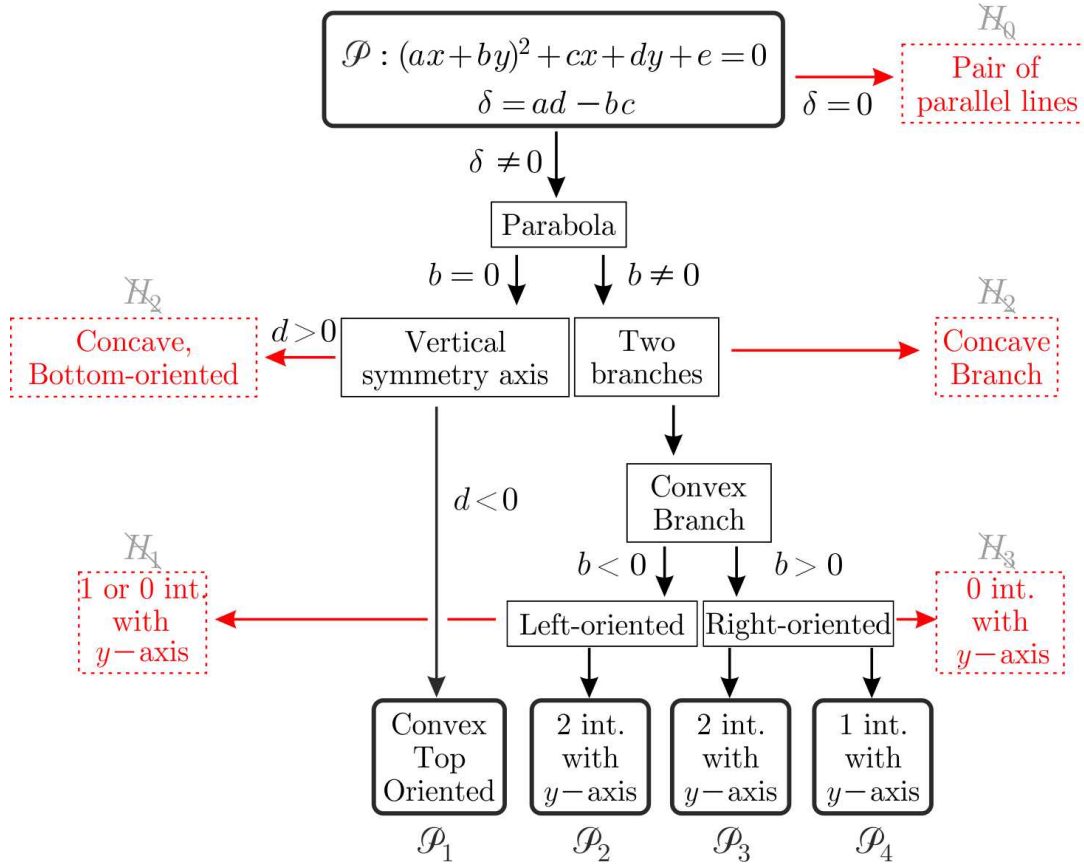 H₀
𝒫 : (ax+by)²+cx+dy+e=0
δ=ad−bc
δ=0
Pair of
parallel lines
δ≠0
Parabola
b=0
b≠0
H₂
H₂
d>0
Concave,
Bottom-oriented
Vertical
symmetry axis
Two
branches
Concave
Branch
d<0
Convex
Branch
H₁
b<0
b>0
H₃
1 or 0 int.
with
y−axis
Left-oriented
Right-oriented
0 int.
with
y−axis
Convex
Top
Oriented
2 int.
with
y−axis
2 int.
with
y−axis
1 int.
with
y−axis
𝒫₁
𝒫₂
𝒫₃
𝒫₄